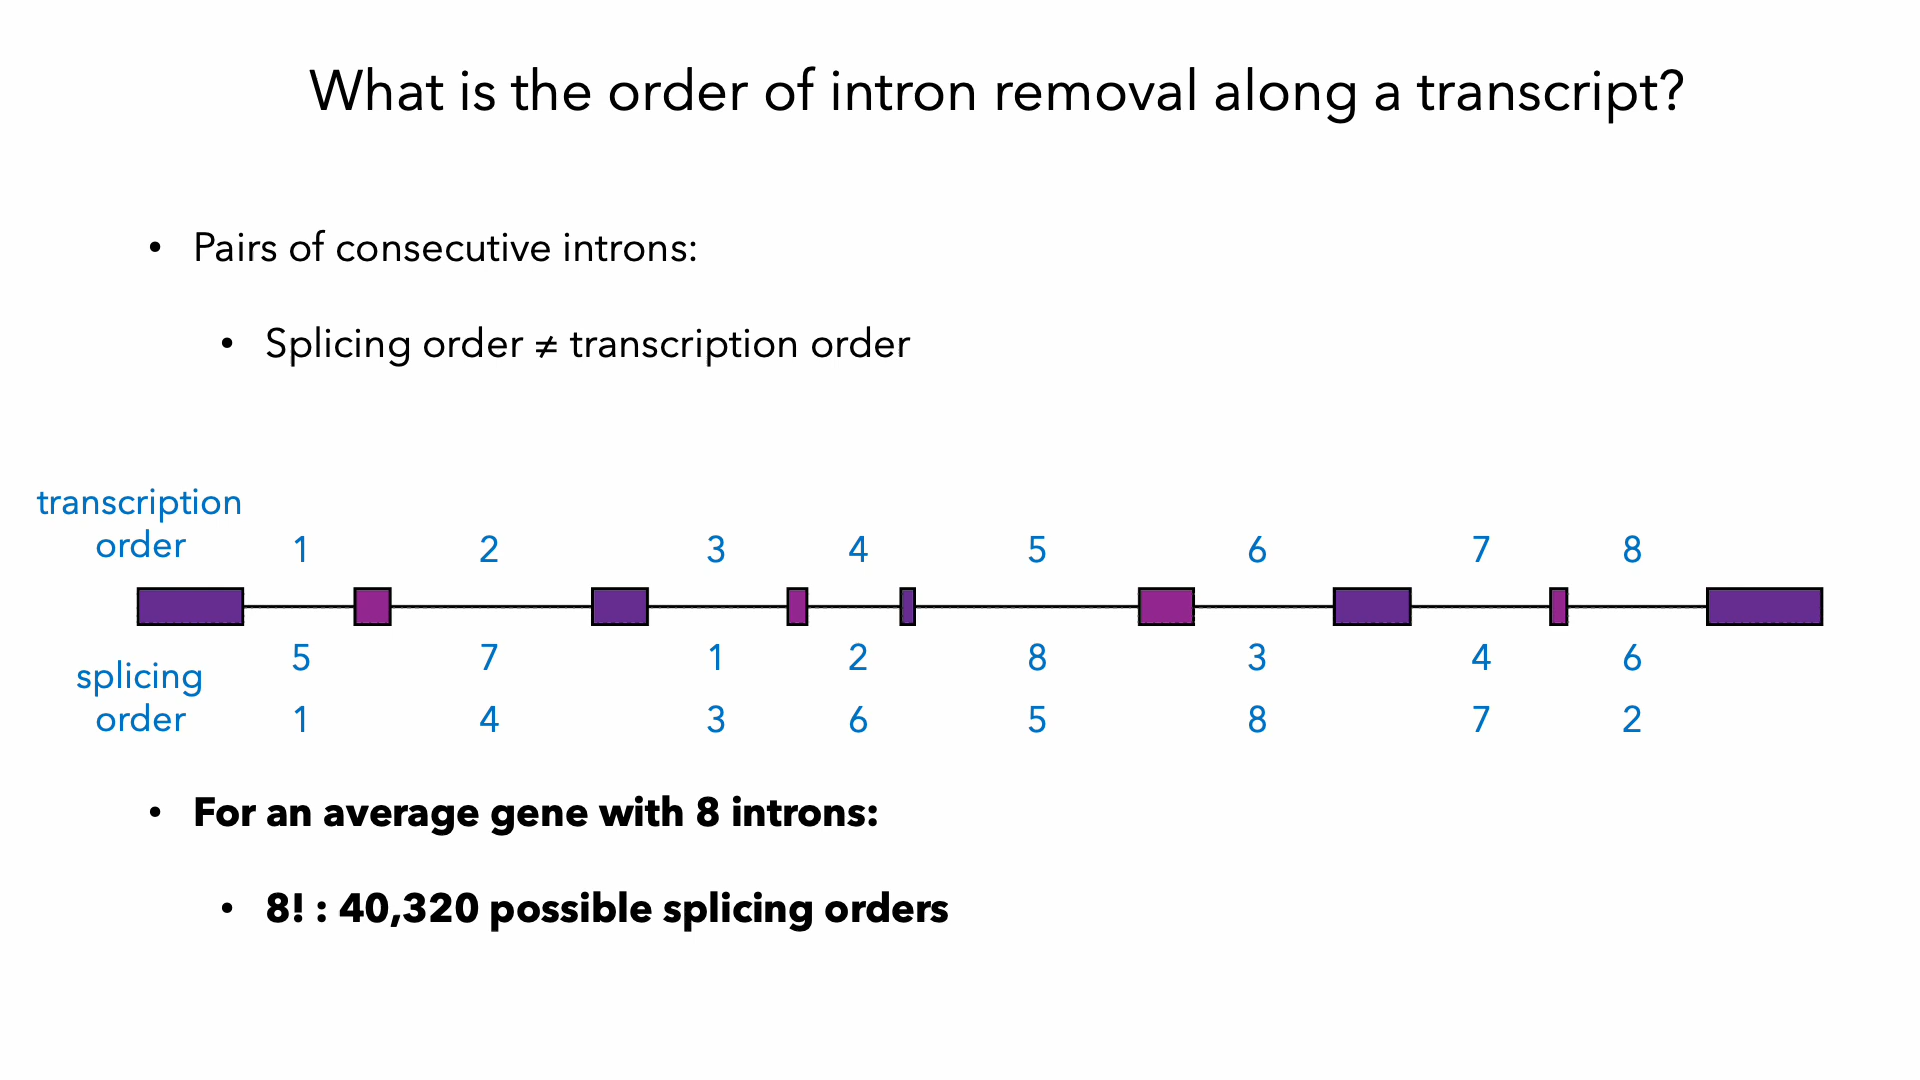 What is the order of intron removal along a transcript?
• Pairs of consecutive introns:
• Splicing order ≠ transcription order
transcription
order
1 2 3 4 5 6 7 8
splicing
order
5 7 1 2 8 3 4 6
1 4 3 6 5 8 7 2
• For an average gene with 8 introns:
• 8! : 40,320 possible splicing orders